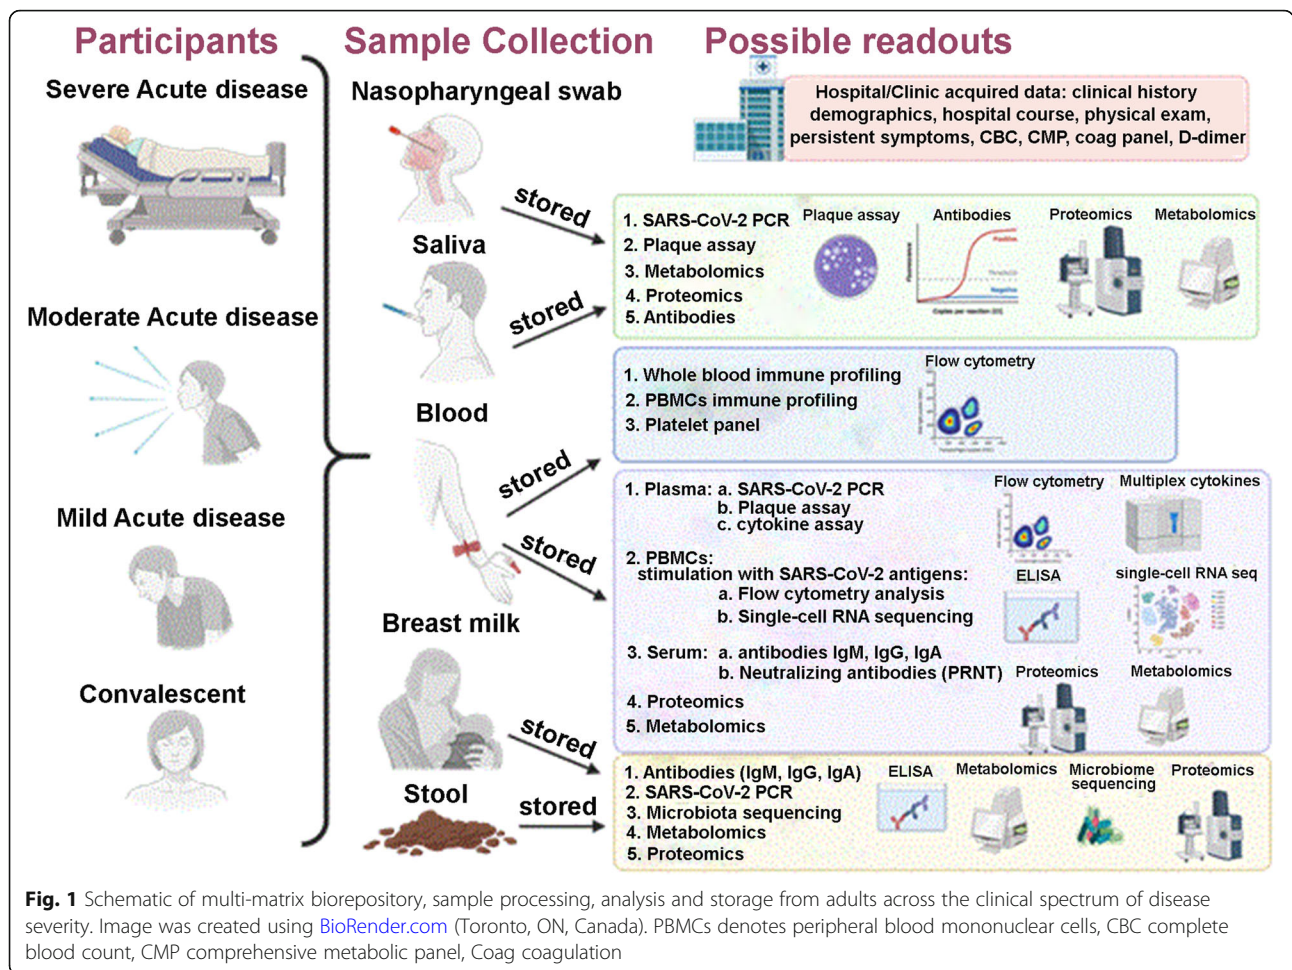 Participants
Sample Collection
Possible readouts
Severe Acute disease
Moderate Acute disease
Mild Acute disease
Convalescent
Nasopharyngeal swab
stored
Saliva
stored
Blood
stored
stored
Breast milk
stored
Stool
stored
Hospital/Clinic acquired data: clinical history
demographics, hospital course, physical exam,
persistent symptoms, CBC, CMP, coag panel, D-dimer
1. SARS-CoV-2 PCR
2. Plaque assay
3. Metabolomics
4. Proteomics
5. Antibodies
Plaque assay
Antibodies
Positive
Threshold
Negative
Fluorescence
Copies per reaction
Proteomics
Metabolomics
1. Whole blood immune profiling
2. PBMCs immune profiling
3. Platelet panel
Flow cytometry
1. Plasma: a. SARS-CoV-2 PCR
b. Plaque assay
c. cytokine assay
2. PBMCs:
stimulation with SARS-CoV-2 antigens:
a. Flow cytometry analysis
b. Single-cell RNA sequencing
3. Serum: a. antibodies IgM, IgG, IgA
b. Neutralizing antibodies (PRNT)
4. Proteomics
5. Metabolomics
Flow cytometry
Multiplex cytokines
ELISA
single-cell RNA seq
Proteomics
Metabolomics
1. Antibodies (IgM, IgG, IgA)
2. SARS-CoV-2 PCR
3. Microbiota sequencing
4. Metabolomics
5. Proteomics
ELISA
Metabolomics
Microbiome
sequencing
Proteomics
Fig. 1 Schematic of multi-matrix biorepository, sample processing, analysis and storage from adults across the clinical spectrum of disease
severity. Image was created using BioRender.com (Toronto, ON, Canada). PBMCs denotes peripheral blood mononuclear cells, CBC complete
blood count, CMP comprehensive metabolic panel, Coag coagulation